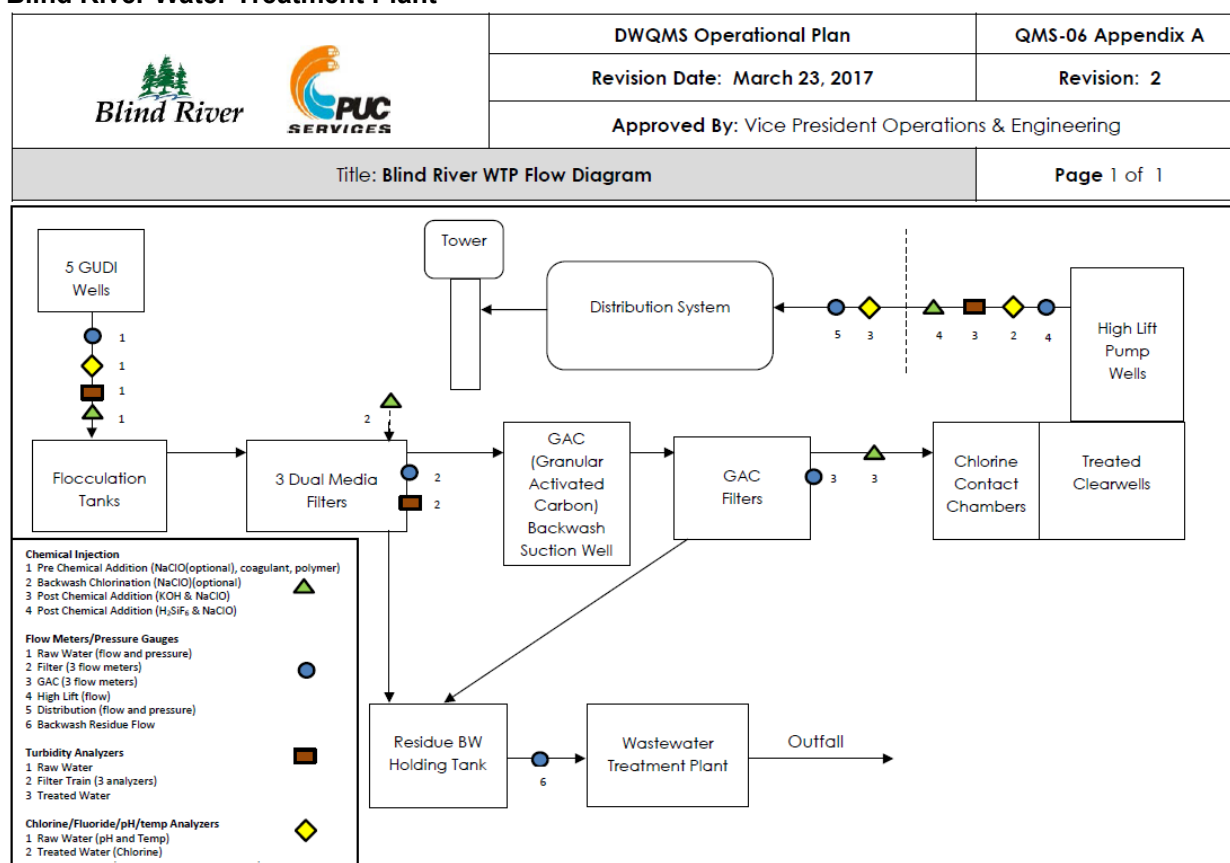 Blind River Water Treatment Plant
Blind River
PUC
SERVICES
DWQMS Operational Plan
QMS-06 Appendix A
Revision Date: March 23, 2017
Revision: 2
Approved By: Vice President Operations & Engineering
Title: Blind River WTP Flow Diagram
Page 1 of 1
5 GUDI
Wells
1
1
1
1
Tower
Distribution System
5
3
4
3
2
4
High Lift
Pump
Wells
Flocculation
Tanks
2
3 Dual Media
Filters
2
2
GAC
(Granular
Activated
Carbon)
Backwash
Suction Well
GAC
Filters
3
3
Chlorine
Contact
Chambers
Treated
Clearwells
Chemical Injection
1 Pre Chemical Addition (NaClO(optional), coagulant, polymer)
2 Backwash Chlorination (NaClO)(optional)
3 Post Chemical Addition (KOH & NaClO)
4 Post Chemical Addition (H₂SiF₆ & NaClO)
Flow Meters/Pressure Gauges
1 Raw Water (flow and pressure)
2 Filter (3 flow meters)
3 GAC (3 flow meters)
4 High Lift (flow)
5 Distribution (flow and pressure)
6 Backwash Residue Flow
Turbidity Analyzers
1 Raw Water
2 Filter Train (3 analyzers)
3 Treated Water
Chlorine/Fluoride/pH/temp Analyzers
1 Raw Water (pH and Temp)
2 Treated Water (Chlorine)
Residue BW
Holding Tank
6
Wastewater
Treatment Plant
Outfall